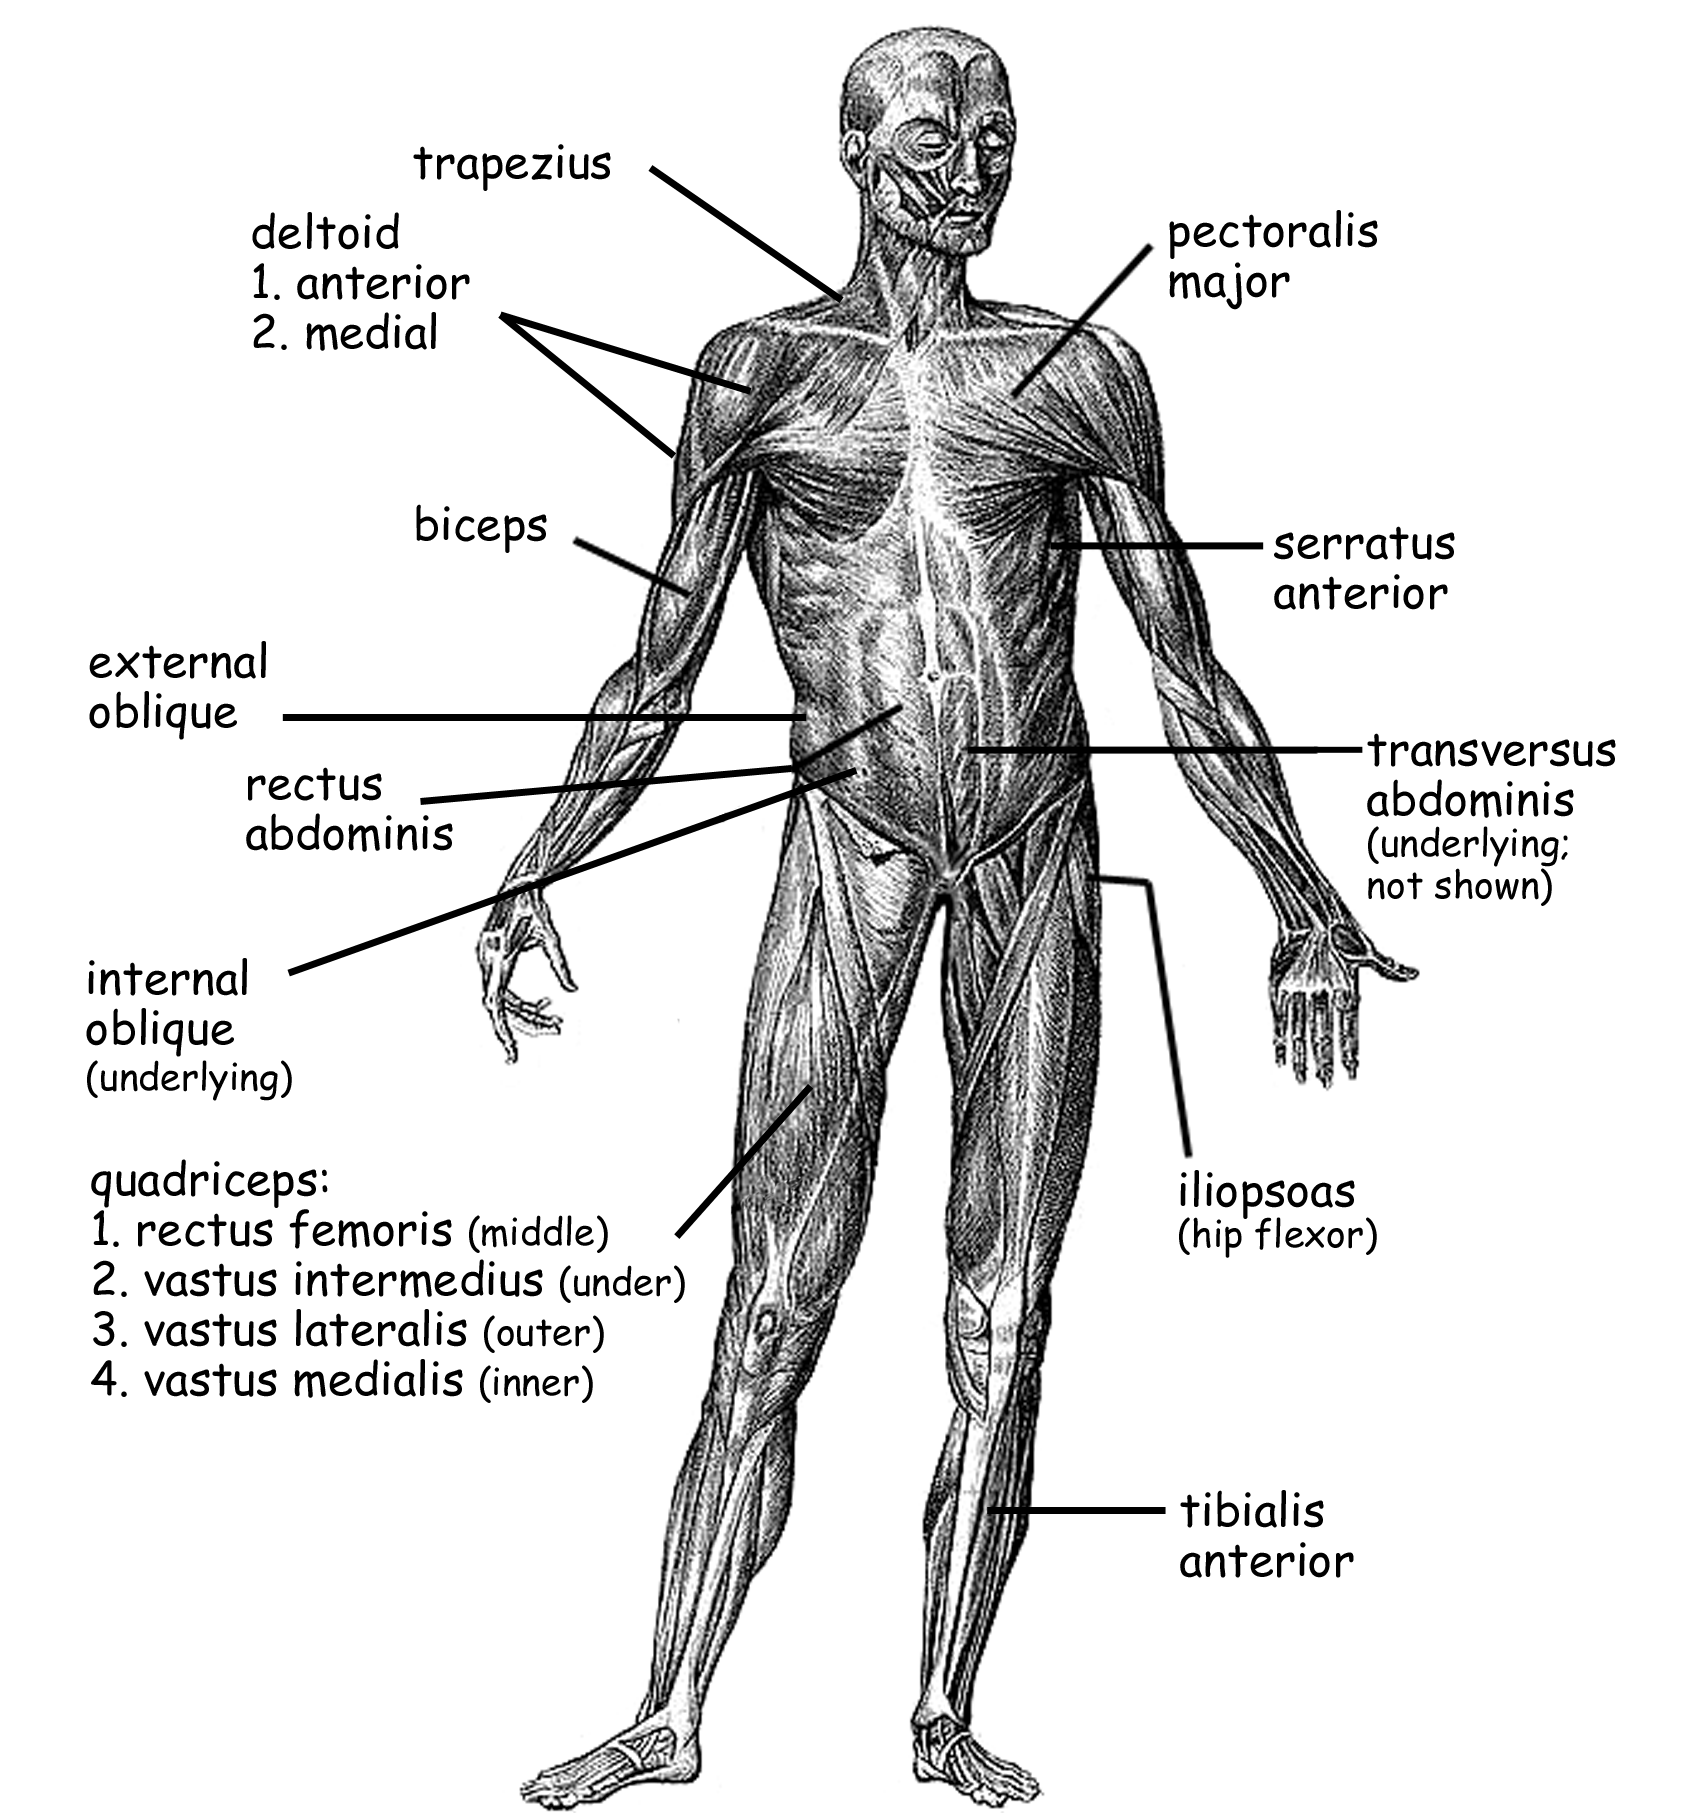 trapezius
deltoid
1. anterior
2. medial
pectoralis
major
biceps
serratus
anterior
external
oblique
rectus
abdominis
transversus
abdominis
(underlying;
not shown)
internal
oblique
(underlying)
quadriceps:
1. rectus femoris (middle)
2. vastus intermedius (under)
3. vastus lateralis (outer)
4. vastus medialis (inner)
iliopsoas
(hip flexor)
tibialis
anterior